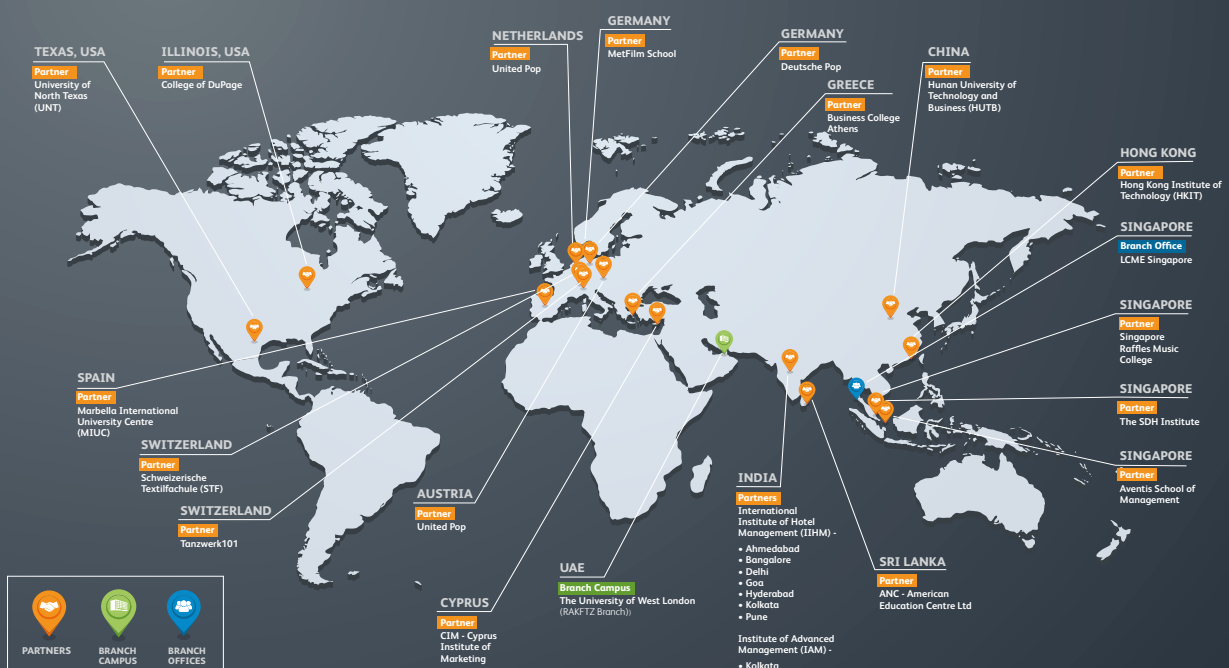 TEXAS, USA
Partner
University of
North Texas
(UNT)
ILLINOIS, USA
Partner
College of DuPage
NETHERLANDS
Partner
United Pop
GERMANY
Partner
MetFilm School
GERMANY
Partner
Deutsche Pop
GREECE
Partner
Business College
Athens
CHINA
Partner
Hunan University of
Technology and
Business (HUTB)
HONG KONG
Partner
Hong Kong Institute of
Technology (HKIT)
SINGAPORE
Branch Office
LCME Singapore
SINGAPORE
Partner
Singapore
Raffles Music
College
SINGAPORE
Partner
The SDH Institute
SINGAPORE
Partner
Aventis School of
Management
SPAIN
Partner
Marbella International
University Centre
(MIUC)
SWITZERLAND
Partner
Schweizerische
Textilfachule (STF)
SWITZERLAND
Partner
Tanzwerk101
AUSTRIA
Partner
United Pop
CYPRUS
Partner
CIM - Cyprus
Institute of
Marketing
UAE
Branch Campus
The University of West London
(RAKFTZ Branch))
INDIA
Partners
International
Institute of Hotel
Management (IIHM) -
• Ahmedabad
• Bangalore
• Delhi
• Goa
• Hyderabad
• Kolkata
• Pune
Institute of Advanced
Management (IAM) -
• Kolkata
SRI LANKA
Partner
ANC - American
Education Centre Ltd
PARTNERS
BRANCH
CAMPUS
BRANCH
OFFICES